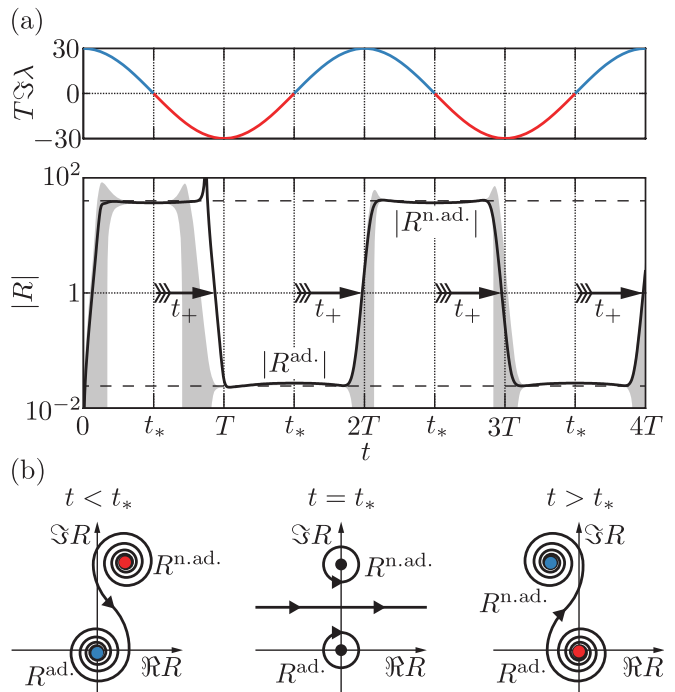 (a)
30
0
−30
Tℑλ
10²
1
10⁻²
|R|
|Rⁿ·ᵃᵈ·|
t₊ t₊ t₊ t₊
|Rᵃᵈ·|
0 t* T t* 2T t* 3T t* 4T
t
(b)
t < t* t = t* t > t*
ℑR ℑR ℑR
Rⁿ·ᵃᵈ· Rⁿ·ᵃᵈ· Rⁿ·ᵃᵈ·
Rᵃᵈ· ℜR Rᵃᵈ· ℜR Rᵃᵈ· ℜR